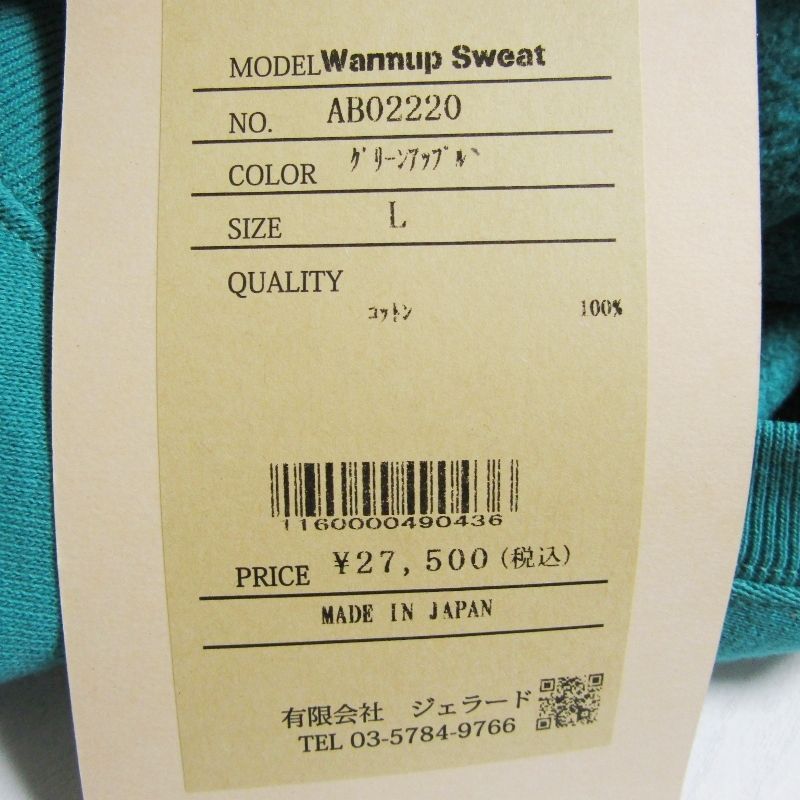 MODEL Warmup Sweat
NO. AB02220
COLOR グリーンアップル
SIZE L
QUALITY
コットン 100%
1160000490436
PRICE ¥27,500(税込)
MADE IN JAPAN
有限会社 ジェラード
TEL 03-5784-9766